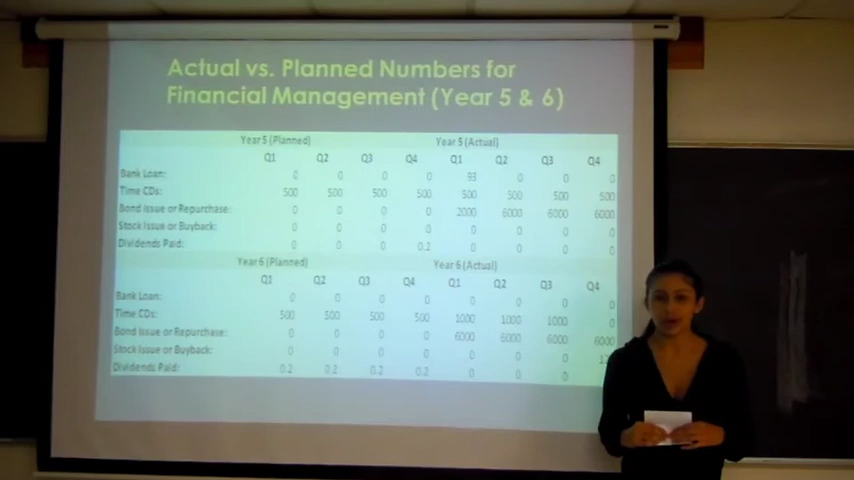 Actual vs. Planned Numbers for
Financial Management (Year 5 & 6)
Year 5 (Planned) Year 5 (Actual)
Q1 Q2 Q3 Q4 Q1 Q2 Q3 Q4
Bank Loan: 0 0 0 0 93 0 0 0
Time CDs: 500 500 500 500 500 500 500 500
Bond Issue or Repurchase: 0 0 0 0 2000 6000 6000 6000
Stock Issue or Buyback: 0 0 0 0 0 0 0 0
Dividends Paid: 0 0 0 0.2 0 0 0 0
Year 6 (Planned) Year 6 (Actual)
Q1 Q2 Q3 Q4 Q1 Q2 Q3 Q4
Bank Loan: 0 0 0 0 0 0 0 0
Time CDs: 500 500 500 500 1000 1000 1000 0
Bond Issue or Repurchase: 0 0 0 0 6000 6000 6000 6000
Stock Issue or Buyback: 0 0 0 0 0 0 0
Dividends Paid: 0.2 0.2 0.2 0.2 0 0 0